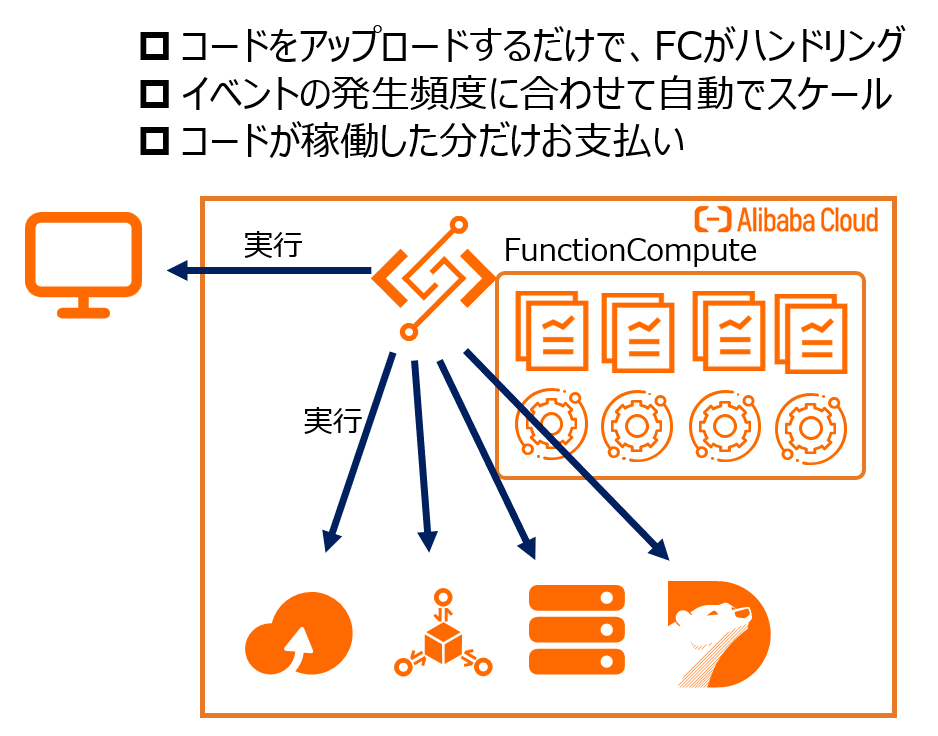 コードをアップロードするだけで、FCがハンドリング
イベントの発生頻度に合わせて自動でスケール
コードが稼働した分だけお支払い
Alibaba Cloud
実行
FunctionCompute
実行